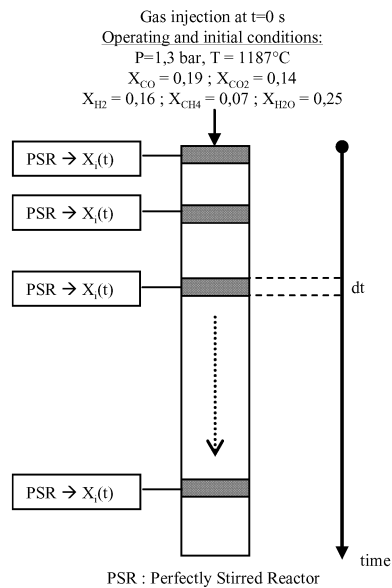 Gas injection at t=0 s
Operating and initial conditions:
P=1,3 bar, T = 1187°C
X_CO = 0,19 ; X_CO2 = 0,14
X_H2 = 0,16 ; X_CH4 = 0,07 ; X_H2O = 0,25
PSR → X_i(t)
PSR → X_i(t)
PSR → X_i(t)
dt
PSR → X_i(t)
time
PSR : Perfectly Stirred Reactor